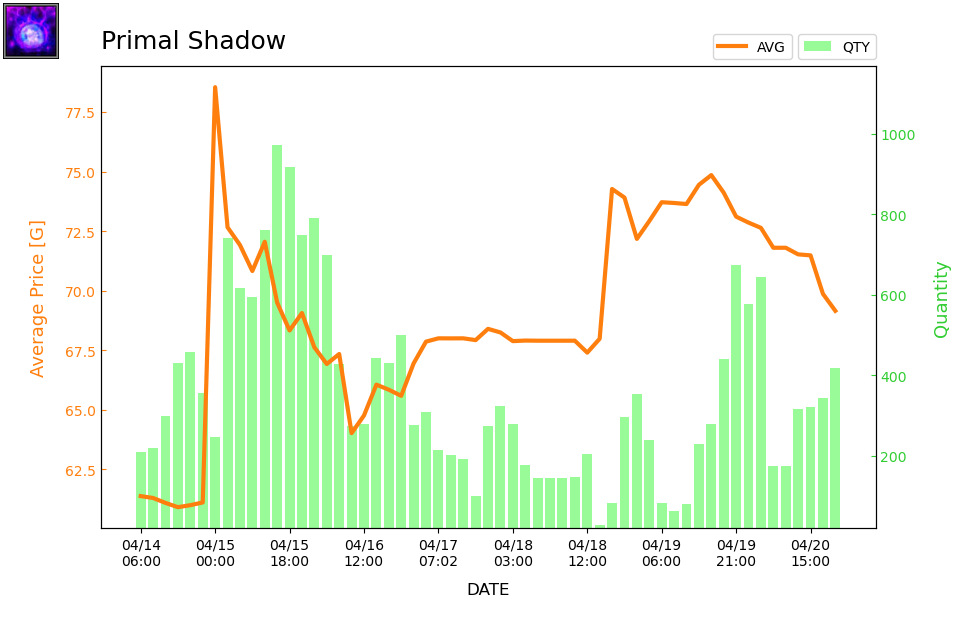 Primal Shadow
AVG
QTY
Average Price [G]
77.5
75.0
72.5
70.0
67.5
65.0
62.5
1000
800
600
400
200
Quantity
04/14 04/15 04/15 04/16 04/17 04/18 04/18 04/19 04/19 04/20
06:00 00:00 18:00 12:00 07:02 03:00 12:00 06:00 21:00 15:00
DATE